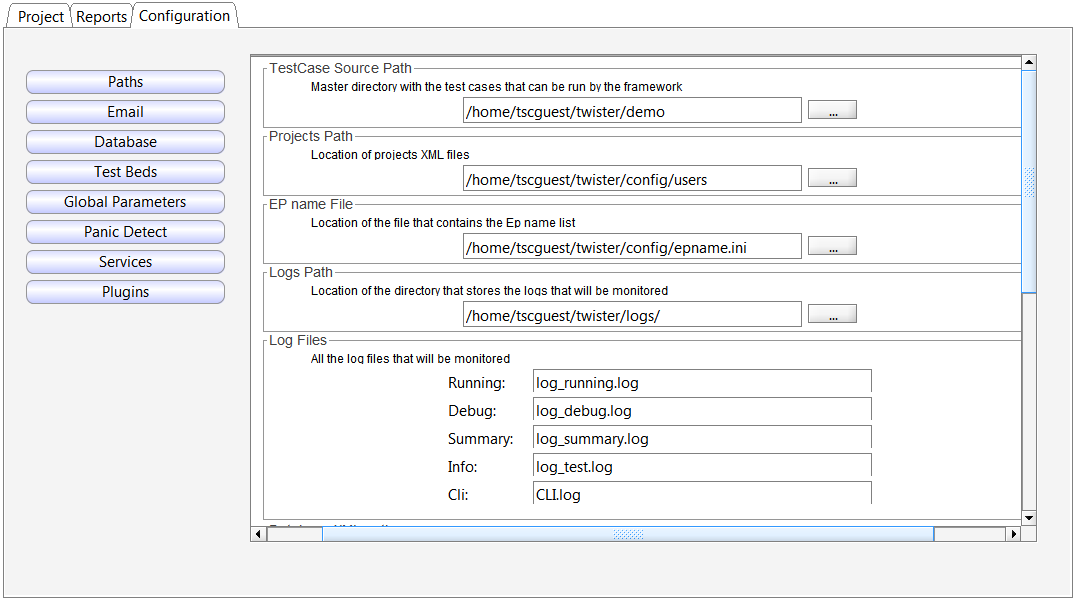 Project Reports Configuration
Paths
Email
Database
Test Beds
Global Parameters
Panic Detect
Services
Plugins
TestCase Source Path
Master directory with the test cases that can be run by the framework
/home/tscguest/twister/demo ...
Projects Path
Location of projects XML files
/home/tscguest/twister/config/users ...
EP name File
Location of the file that contains the Ep name list
/home/tscguest/twister/config/epname.ini ...
Logs Path
Location of the directory that stores the logs that will be monitored
/home/tscguest/twister/logs/ ...
Log Files
All the log files that will be monitored
Running: log_running.log
Debug: log_debug.log
Summary: log_summary.log
Info: log_test.log
Cli: CLI.log